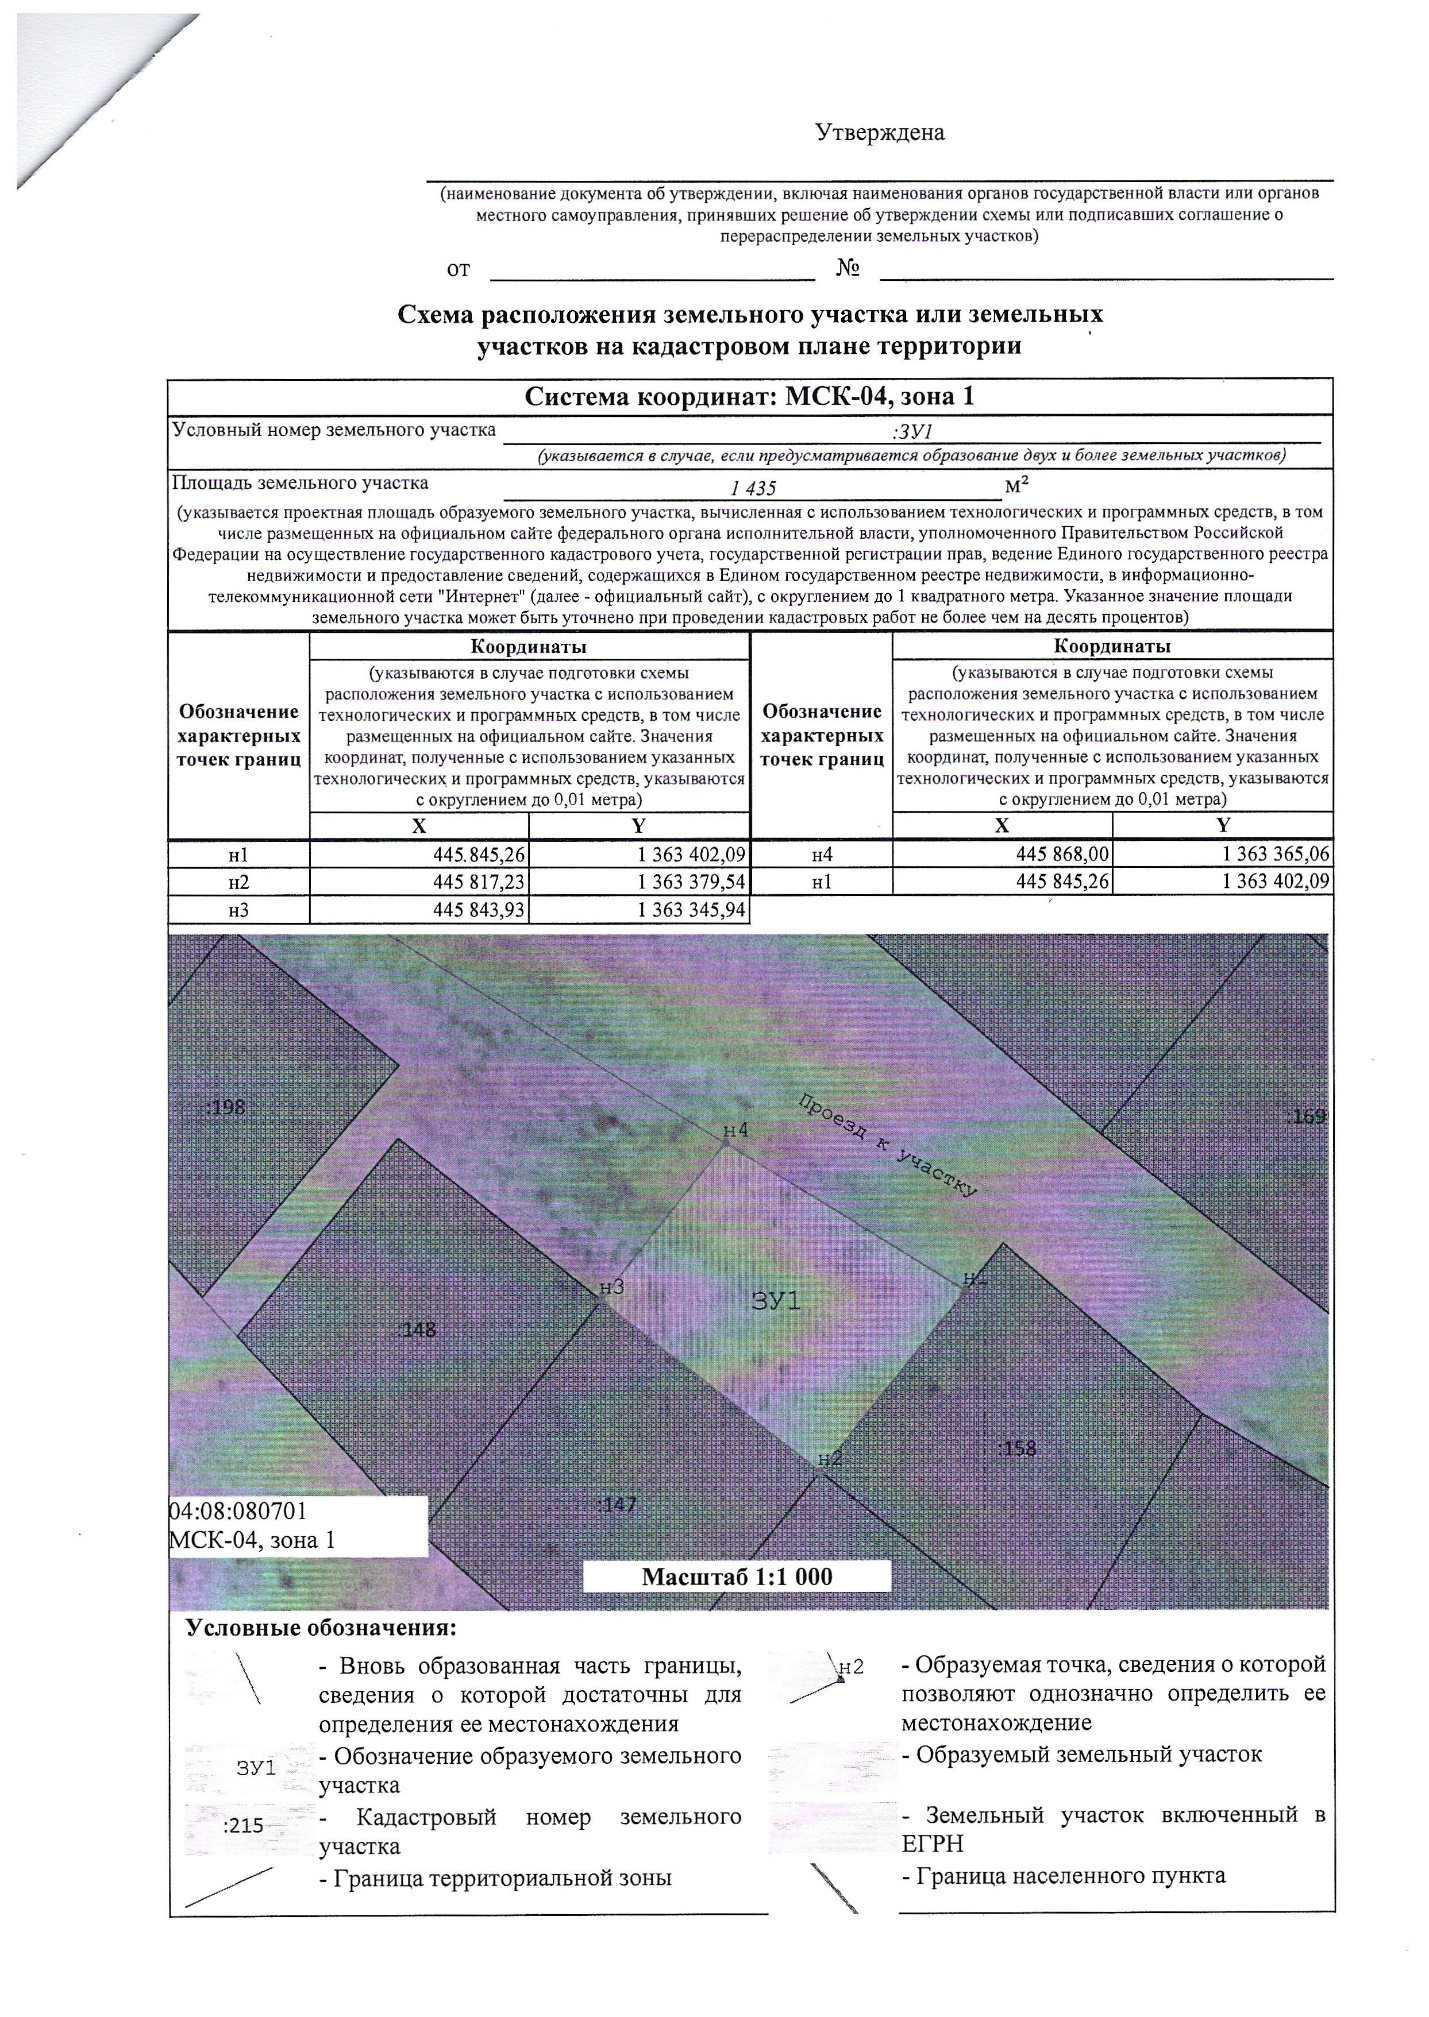 Утверждена
(наименование документа об утверждении, включая наименования органов государственной власти или органов
местного самоуправления, принявших решение об утверждении схемы или подписавших соглашение о
перераспределении земельных участков)
от №
Схема расположения земельного участка или земельных
участков на кадастровом плане территории
Система координат: МСК-04, зона 1
Условный номер земельного участка :ЗУ1
(указывается в случае, если предусматривается образование двух и более земельных участков)
Площадь земельного участка 1 435 м²
(указывается проектная площадь образуемого земельного участка, вычисленная с использованием технологических и программных средств, в том
числе размещенных на официальном сайте федерального органа исполнительной власти, уполномоченного Правительством Российской
Федерации на осуществление государственного кадастрового учета, государственной регистрации прав, ведение Единого государственного реестра
недвижимости и предоставление сведений, содержащихся в Едином государственном реестре недвижимости, в информационно-
телекоммуникационной сети "Интернет" (далее - официальный сайт), с округлением до 1 квадратного метра. Указанное значение площади
земельного участка может быть уточнено при проведении кадастровых работ не более чем на десять процентов)
Обозначение
характерных
точек границ
Координаты
(указываются в случае подготовки схемы
расположения земельного участка с использованием
технологических и программных средств, в том числе
размещенных на официальном сайте. Значения
координат, полученные с использованием указанных
технологических и программных средств, указываются
с округлением до 0,01 метра)
X Y
Обозначение
характерных
точек границ
Координаты
(указываются в случае подготовки схемы
расположения земельного участка с использованием
технологических и программных средств, в том числе
размещенных на официальном сайте. Значения
координат, полученные с использованием указанных
технологических и программных средств, указываются
с округлением до 0,01 метра)
X Y
н1 445.845,26 1 363 402,09 н4 445 868,00 1 363 365,06
н2 445 817,23 1 363 379,54 н1 445 845,26 1 363 402,09
н3 445 843,93 1 363 345,94
:198
н4
Проезд к участку
:169
н3
ЗУ1
н1
:148
:158
н2
:147
04:08:080701
МСК-04, зона 1
Масштаб 1:1 000
Условные обозначения:
- Вновь образованная часть границы,
сведения о которой достаточны для
определения ее местонахождения
н2
- Образуемая точка, сведения о которой
позволяют однозначно определить ее
местонахождение
ЗУ1
- Обозначение образуемого земельного
участка
- Образуемый земельный участок
:215
- Кадастровый номер земельного
участка
- Земельный участок включенный в
ЕГРН
- Граница территориальной зоны
- Граница населенного пункта